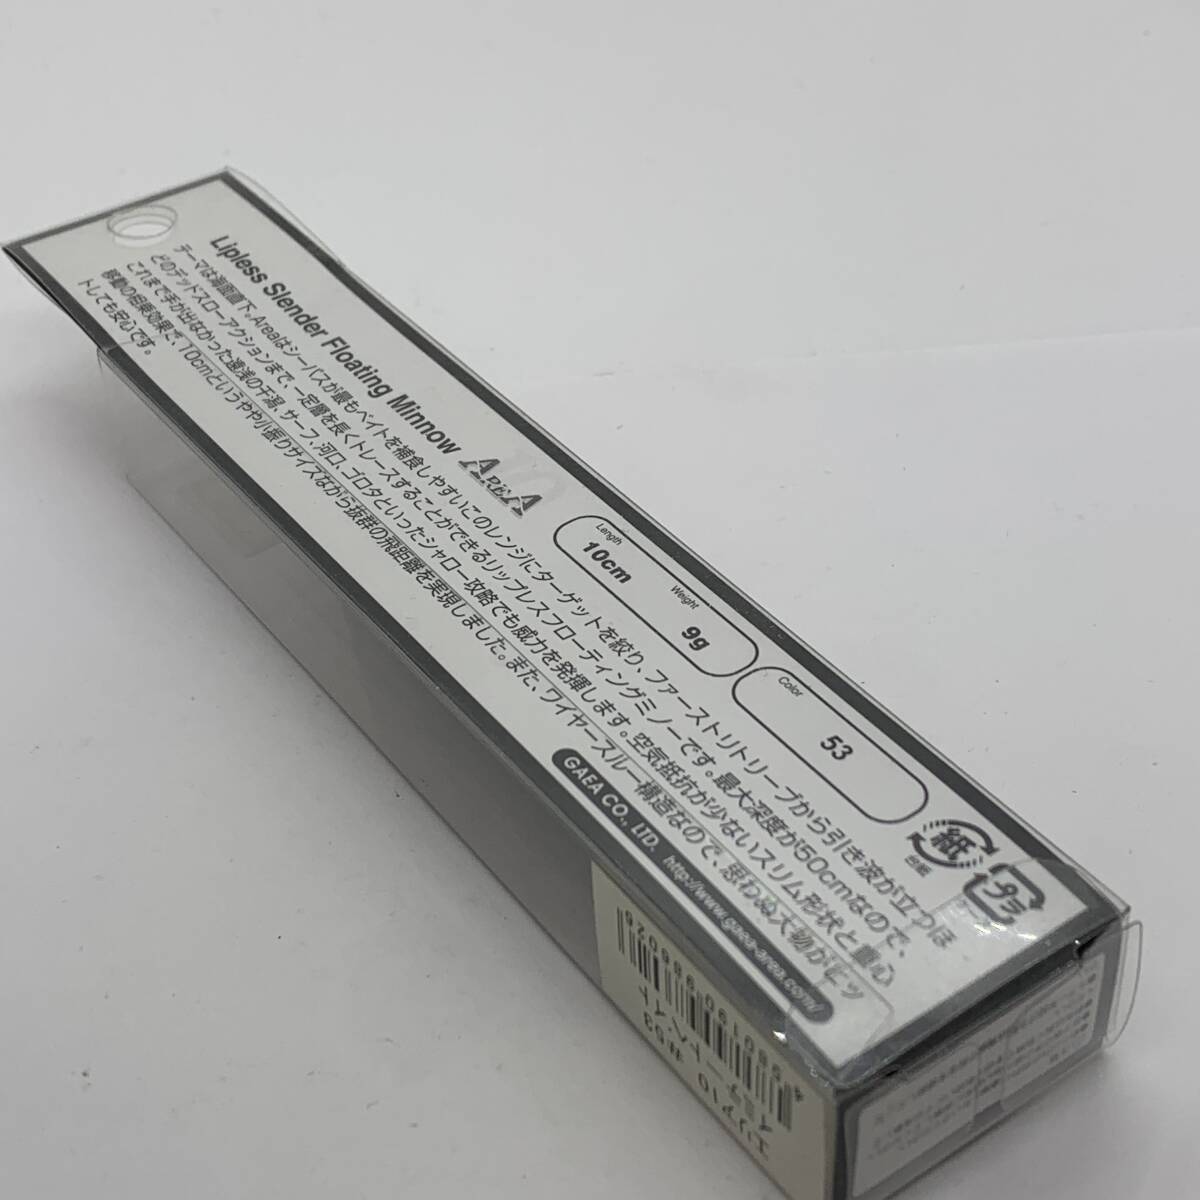 Lipless Slender Floating Minnow AREA
Length
10cm
Weight
9g
Color
53
テーマは海面直下。Areaはシーバスが最もベイトを補食しやすいこのレンジにターゲットを絞り、ファーストリトリーブから引き波が立つほ
どのデッドスローアクションまで、一定層を長くトレースすることができるリップレスフローティングミノーです。最大深度が50cmなので、
これまで手が出なかった遠浅の干潟、サーフ、河口、ゴロタといったシャロー攻略でも威力を発揮します。空気抵抗が少ないスリム形状と重心
移動の相乗効果で、10cmというやや小振りサイズながら抜群の飛距離を実現しました。また、ワイヤースルー構造なので、思わぬ大物がヒッ
トしても安心です。
紙
台紙
プラ
GAEA CO., LTD. http://www.gaea-area.com/
エリア10 #53